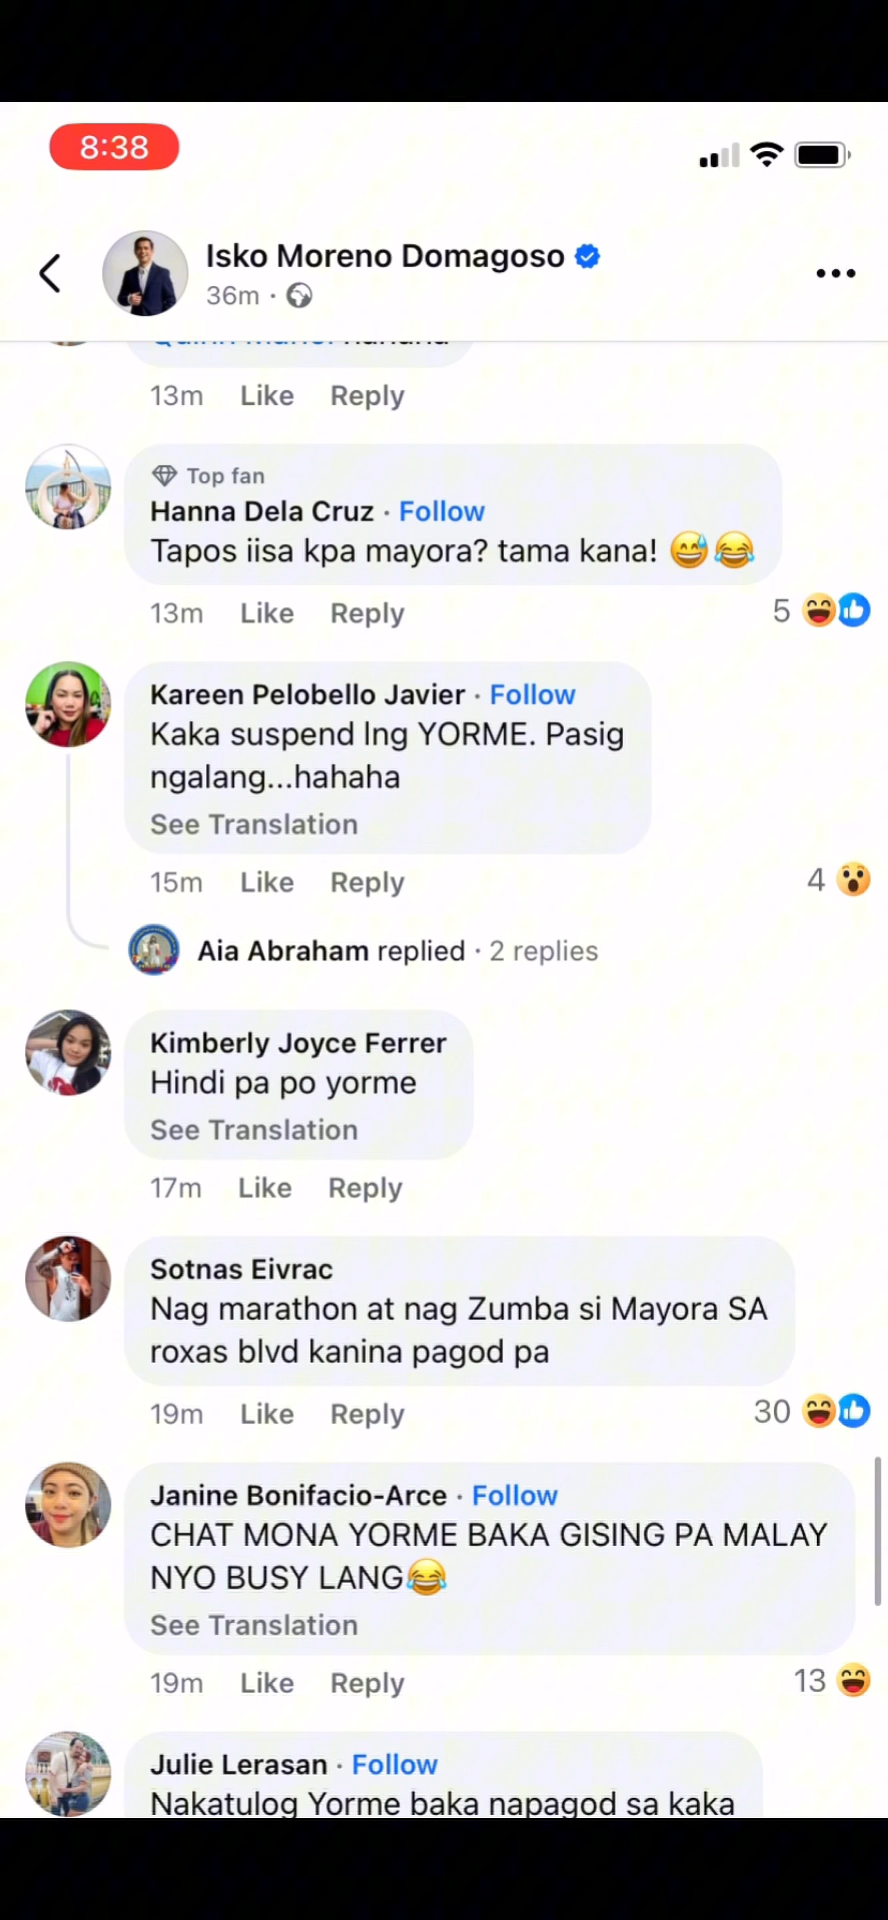 8:38
Isko Moreno Domagoso
36m ·
13m Like Reply
Top fan
Hanna Dela Cruz · Follow
Tapos iisa kpa mayora? tama kana! 😅😂
13m Like Reply 5
Kareen Pelobello Javier · Follow
Kaka suspend lng YORME. Pasig
ngalang...hahaha
See Translation
15m Like Reply 4
Aia Abraham replied · 2 replies
Kimberly Joyce Ferrer
Hindi pa po yorme
See Translation
17m Like Reply
Sotnas Eivrac
Nag marathon at nag Zumba si Mayora SA
roxas blvd kanina pagod pa
19m Like Reply 30
Janine Bonifacio-Arce · Follow
CHAT MONA YORME BAKA GISING PA MALAY
NYO BUSY LANG😂
See Translation
19m Like Reply 13
Julie Lerasan · Follow
Nakatulog Yorme baka napagod sa kaka